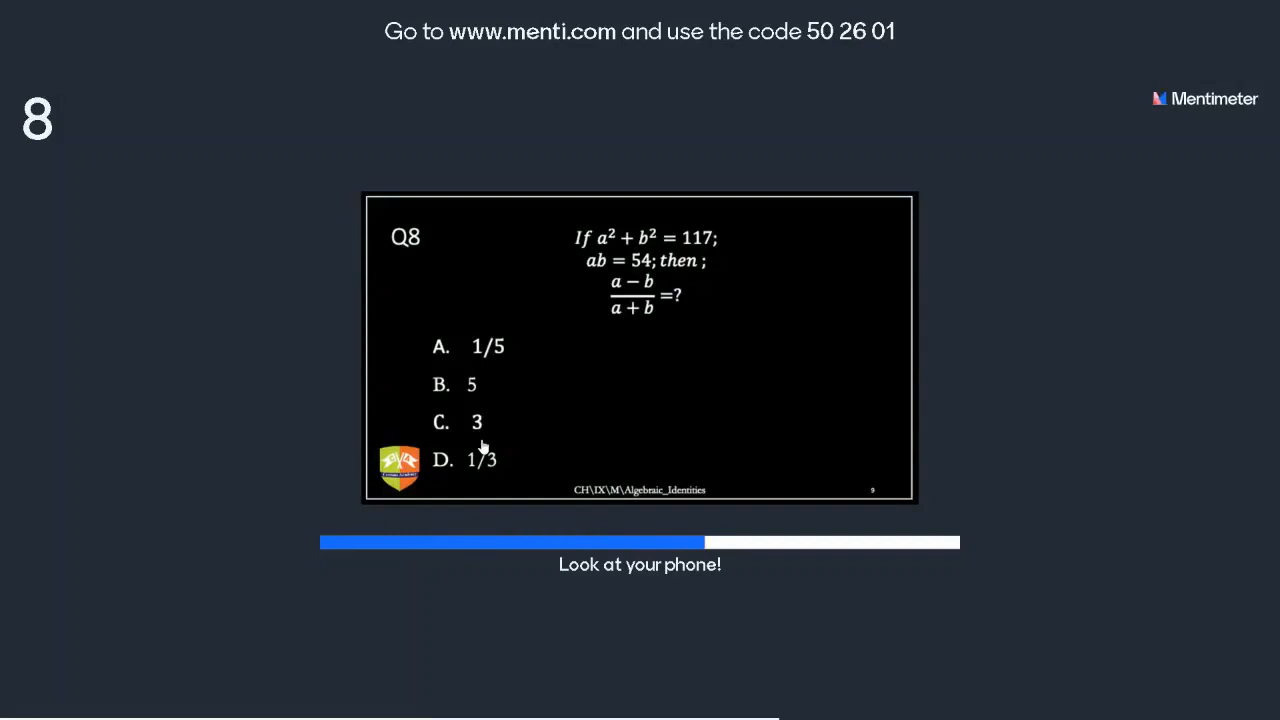 Go to www.menti.com and use the code 50 26 01
8
Mentimeter
Q8
If a² + b² = 117;
ab = 54; then ;
a − b
a + b
=?
A. 1/5
B. 5
C. 3
D. 1/3
CH\IX\M\Algebraic_Identities
9
Look at your phone!